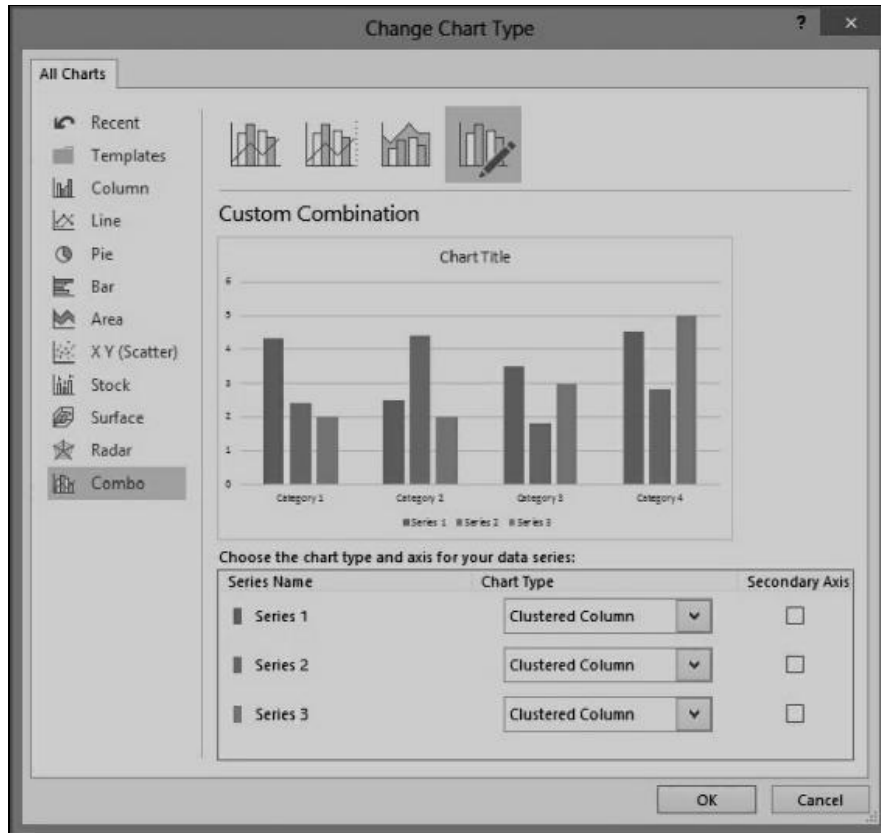 Change Chart Type
?
×
All Charts
Recent
Templates
Column
Line
Pie
Bar
Area
X Y (Scatter)
Stock
Surface
Radar
Combo
Custom Combination
Chart Title
6
5
4
3
2
1
0
Category 1 Category 2 Category 3 Category 4
Series 1 Series 2 Series 3
Choose the chart type and axis for your data series:
Series Name Chart Type Secondary Axis
Series 1 Clustered Column
Series 2 Clustered Column
Series 3 Clustered Column
OK Cancel